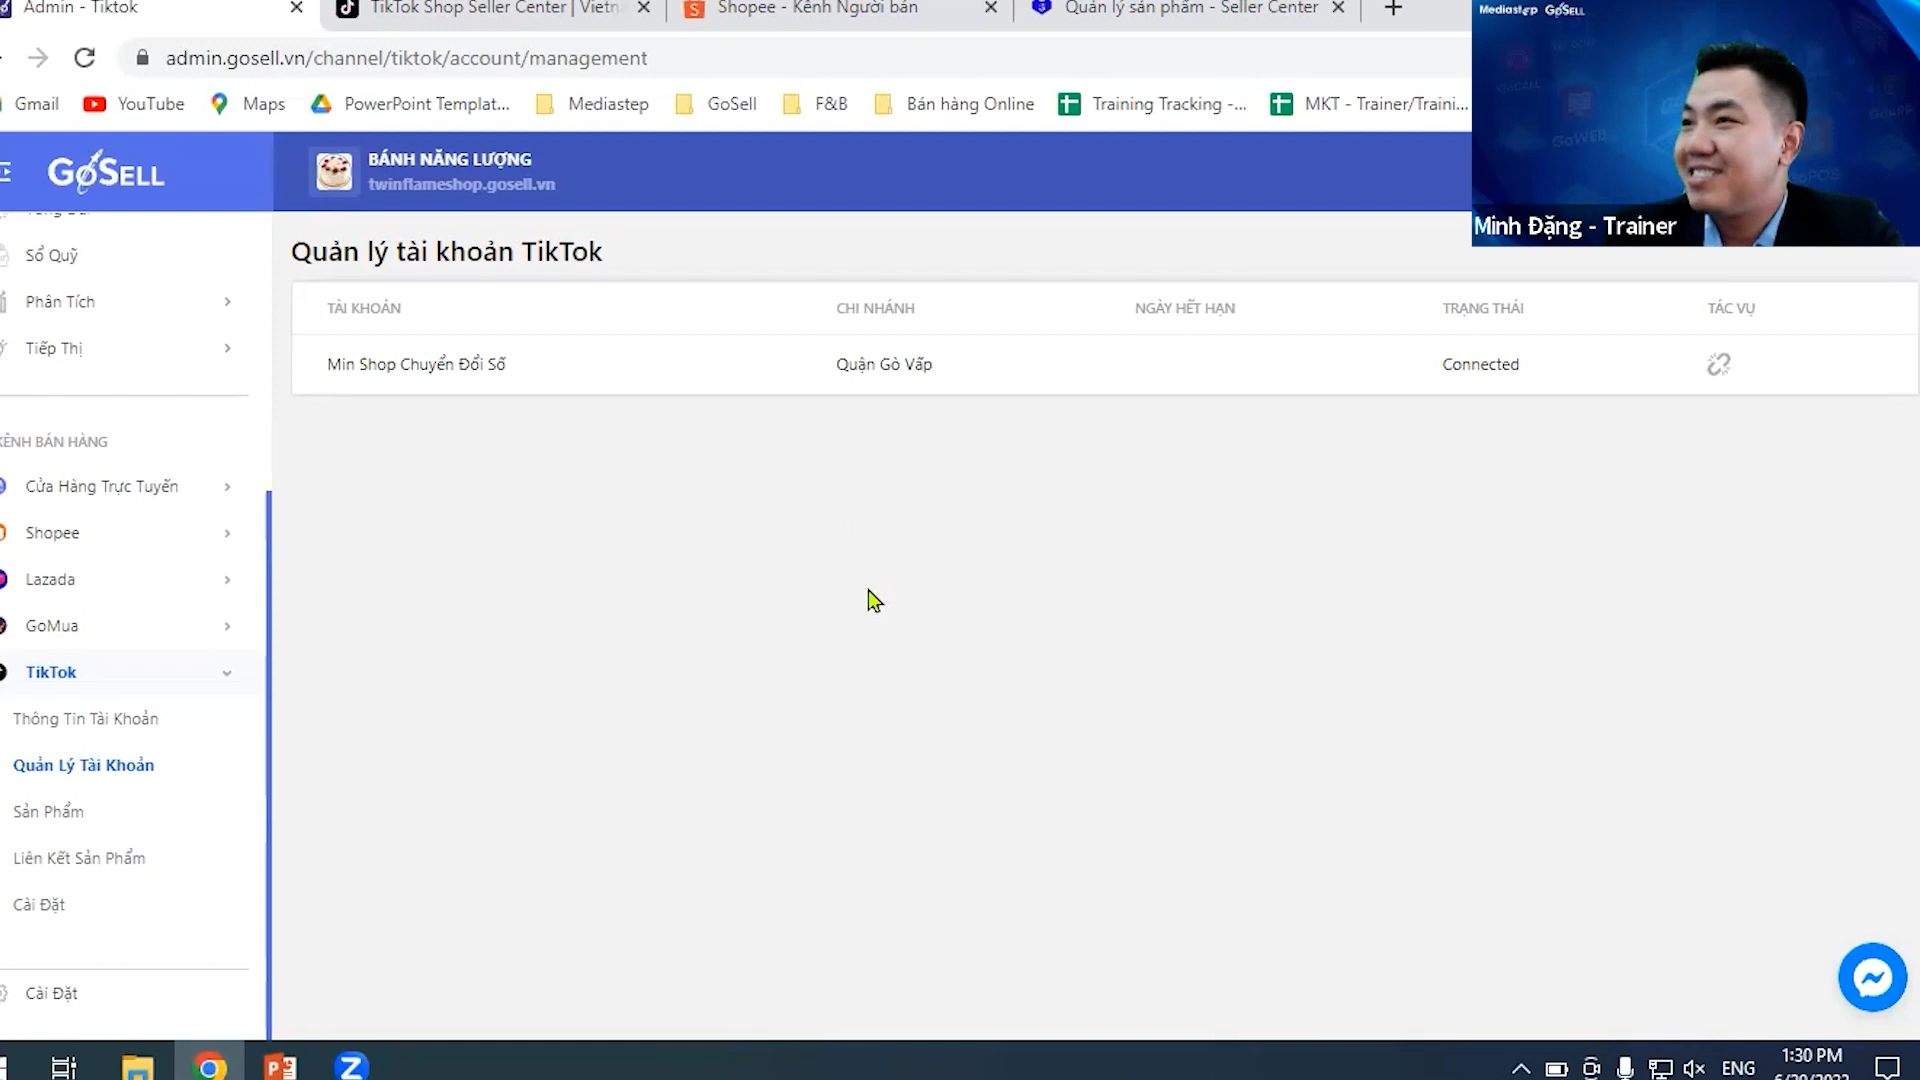 Admin - Tiktok
TikTok Shop Seller Center | Vietn
Shopee - Kênh Người bán
Quản lý sản phẩm - Seller Center
admin.gosell.vn/channel/tiktok/account/management
Gmail
YouTube
Maps
PowerPoint Templat...
Mediastep
GoSell
F&B
Bán hàng Online
Training Tracking -...
MKT - Trainer/Traini...
Mediastep GoSELL
GoWEB
Minh Đặng - Trainer
GoSELL
BÁNH NĂNG LƯỢNG
twinflameshop.gosell.vn
Sổ Quỹ
Phân Tích
Tiếp Thị
KÊNH BÁN HÀNG
Cửa Hàng Trực Tuyến
Shopee
Lazada
GoMua
TikTok
Thông Tin Tài Khoản
Quản Lý Tài Khoản
Sản Phẩm
Liên Kết Sản Phẩm
Cài Đặt
Cài Đặt
Quản lý tài khoản TikTok
TÀI KHOẢN
CHI NHÁNH
NGÀY HẾT HẠN
TRẠNG THÁI
TÁC VỤ
Min Shop Chuyển Đổi Số
Quận Gò Vấp
Connected
ENG
1:30 PM